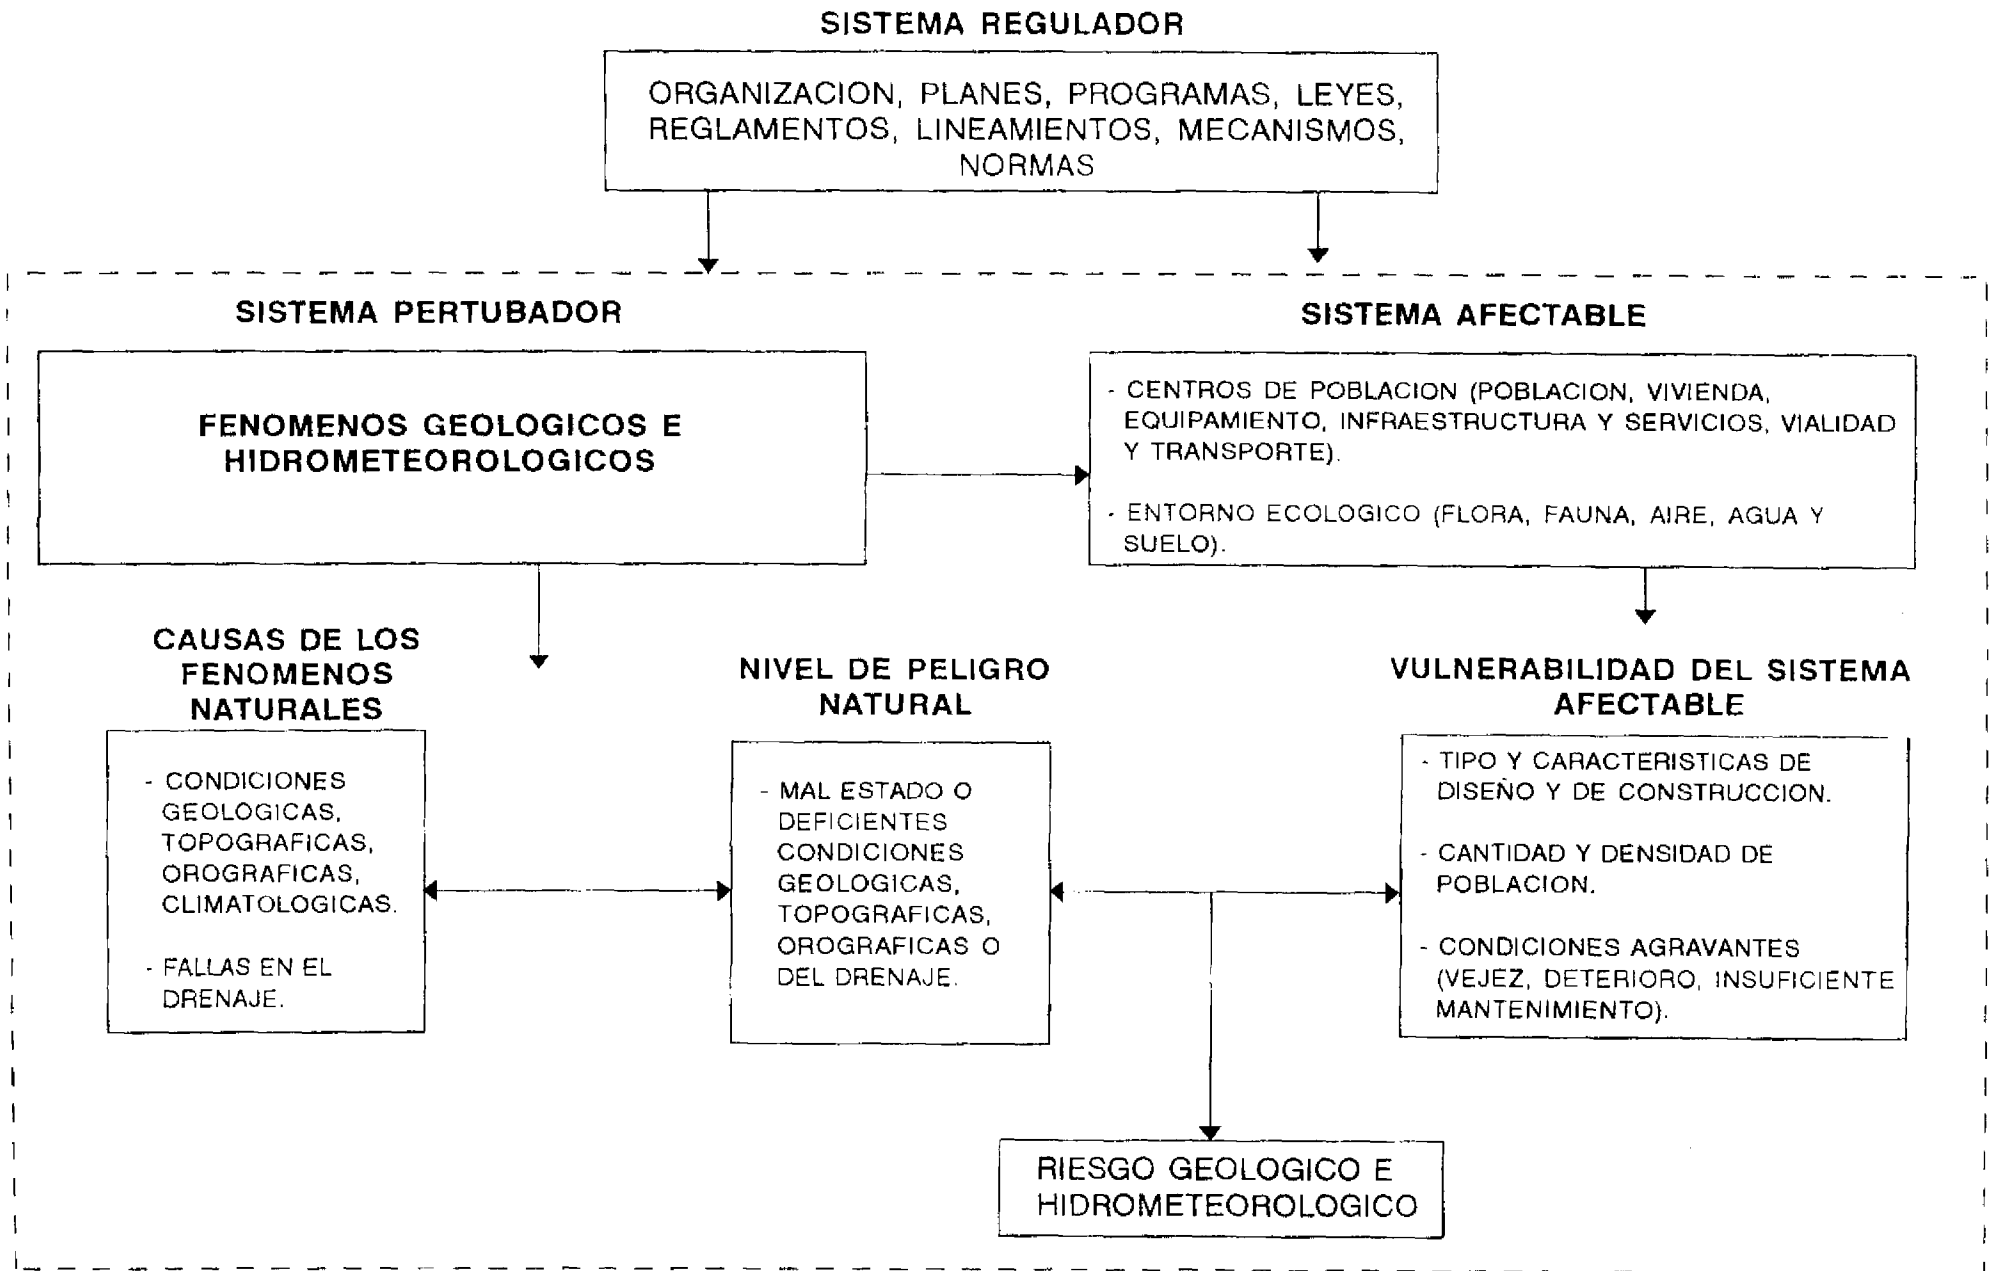 SISTEMA REGULADOR
ORGANIZACION, PLANES, PROGRAMAS, LEYES,
REGLAMENTOS, LINEAMIENTOS, MECANISMOS,
NORMAS
SISTEMA PERTUBADOR
FENOMENOS GEOLOGICOS E
HIDROMETEOROLOGICOS
SISTEMA AFECTABLE
- CENTROS DE POBLACION (POBLACION, VIVIENDA,
EQUIPAMIENTO, INFRAESTRUCTURA Y SERVICIOS, VIALIDAD
Y TRANSPORTE).
- ENTORNO ECOLOGICO (FLORA, FAUNA, AIRE, AGUA Y
SUELO).
CAUSAS DE LOS
FENOMENOS
NATURALES
- CONDICIONES
GEOLOGICAS,
TOPOGRAFICAS,
OROGRAFICAS,
CLIMATOLOGICAS.
- FALLAS EN EL
DRENAJE.
NIVEL DE PELIGRO
NATURAL
- MAL ESTADO O
DEFICIENTES
CONDICIONES
GEOLOGICAS,
TOPOGRAFICAS,
OROGRAFICAS O
DEL DRENAJE.
VULNERABILIDAD DEL SISTEMA
AFECTABLE
- TIPO Y CARACTERISTICAS DE
DISEÑO Y DE CONSTRUCCION.
- CANTIDAD Y DENSIDAD DE
POBLACION.
- CONDICIONES AGRAVANTES
(VEJEZ, DETERIORO, INSUFICIENTE
MANTENIMIENTO).
RIESGO GEOLOGICO E
HIDROMETEOROLOGICO